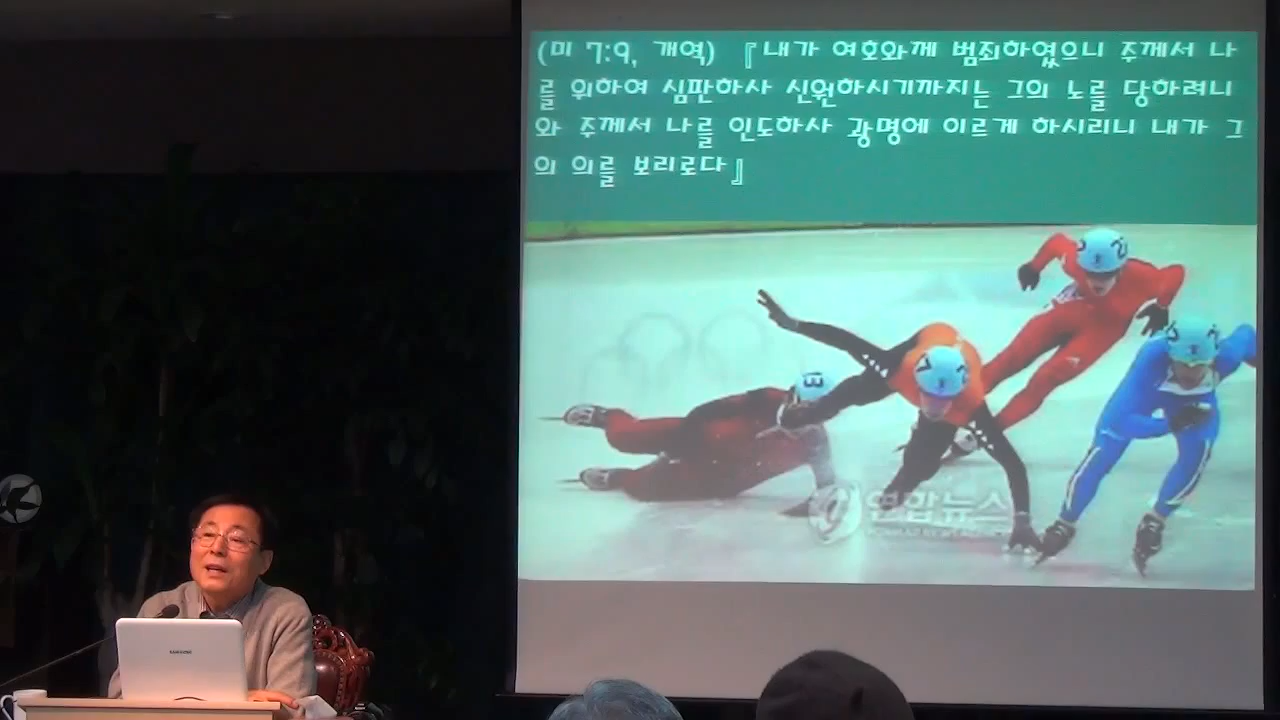 (미 7:9, 개역) 『내가 여호와께 범죄하였으니 주께서 나
를 위하여 심판하사 신원하시기까지는 그의 노를 당하려니
와 주께서 나를 인도하사 광명에 이르게 하시리니 내가 그
의 의를 보리로다』
13
연합뉴스
SAMSUNG